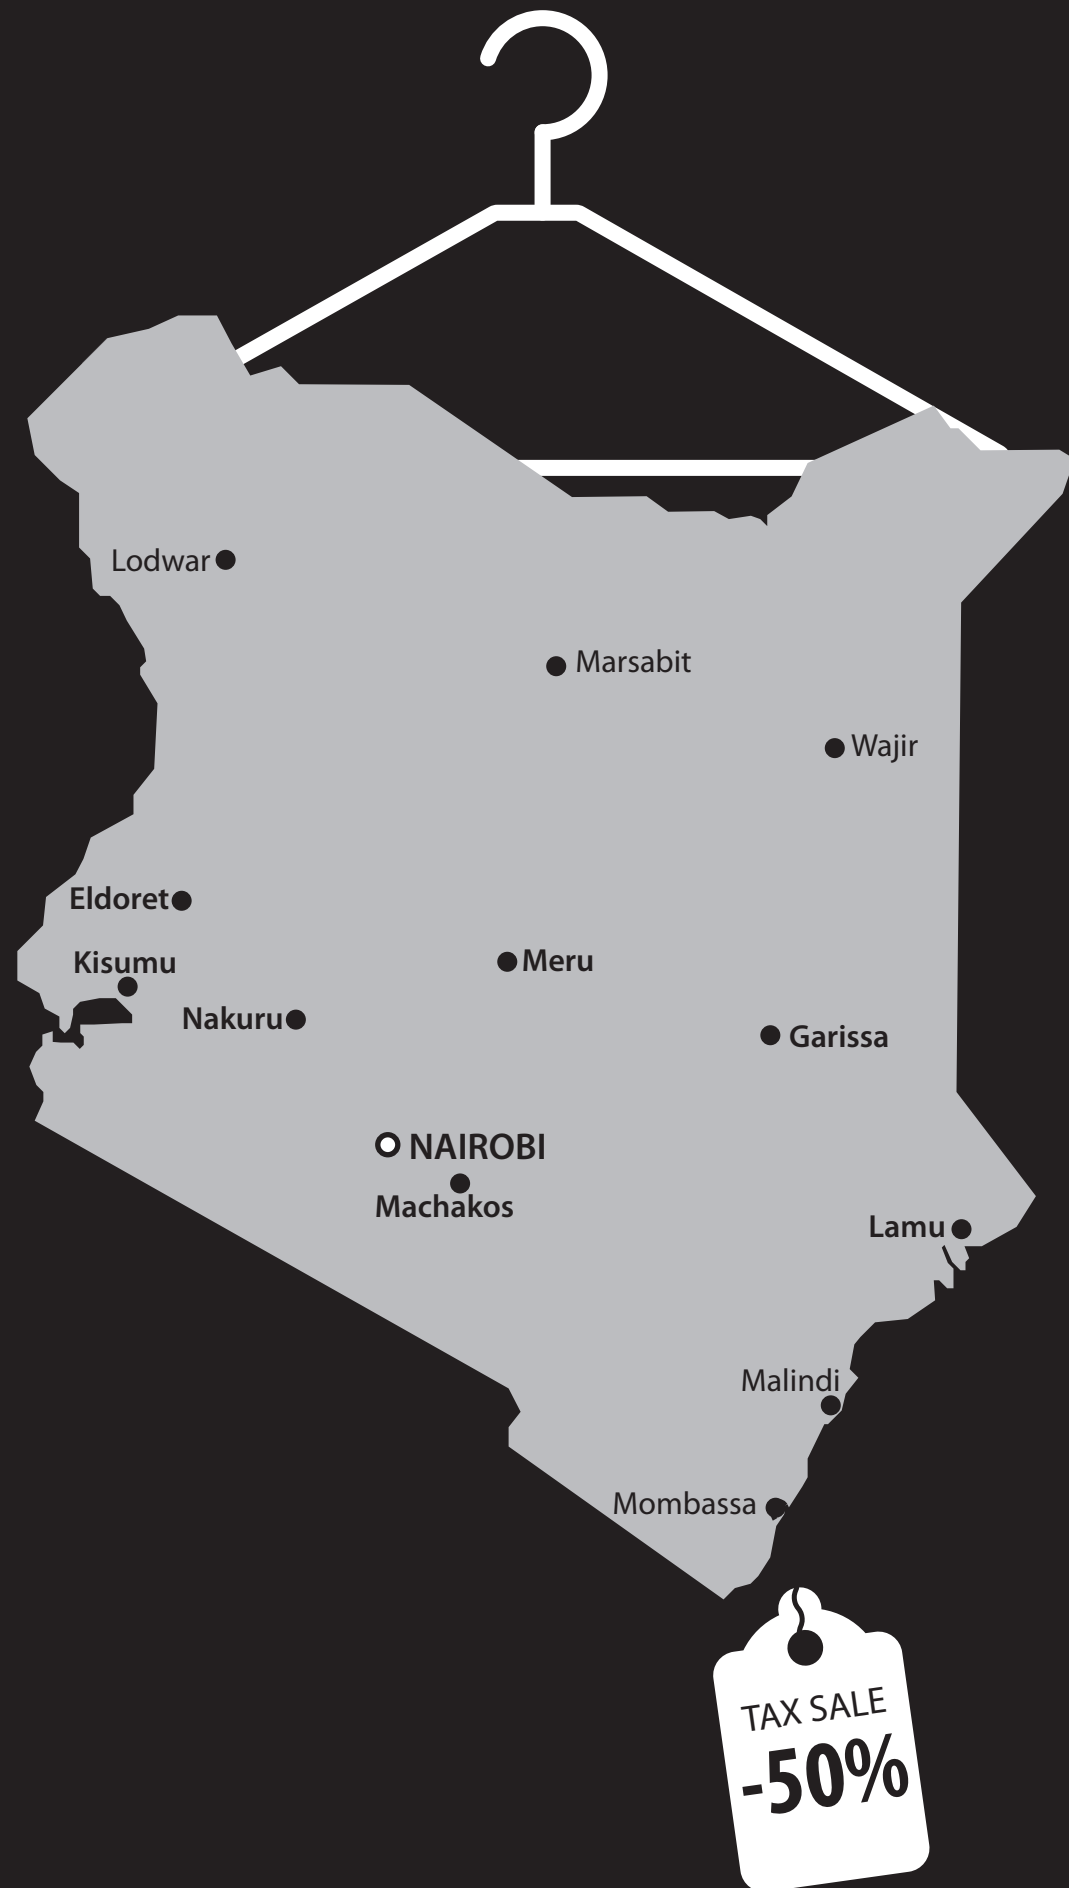 Lodwar
Marsabit
Wajir
Eldoret
Kisumu
Meru
Nakuru
Garissa
NAIROBI
Machakos
Lamu
Malindi
Mombassa
TAX SALE
-50%